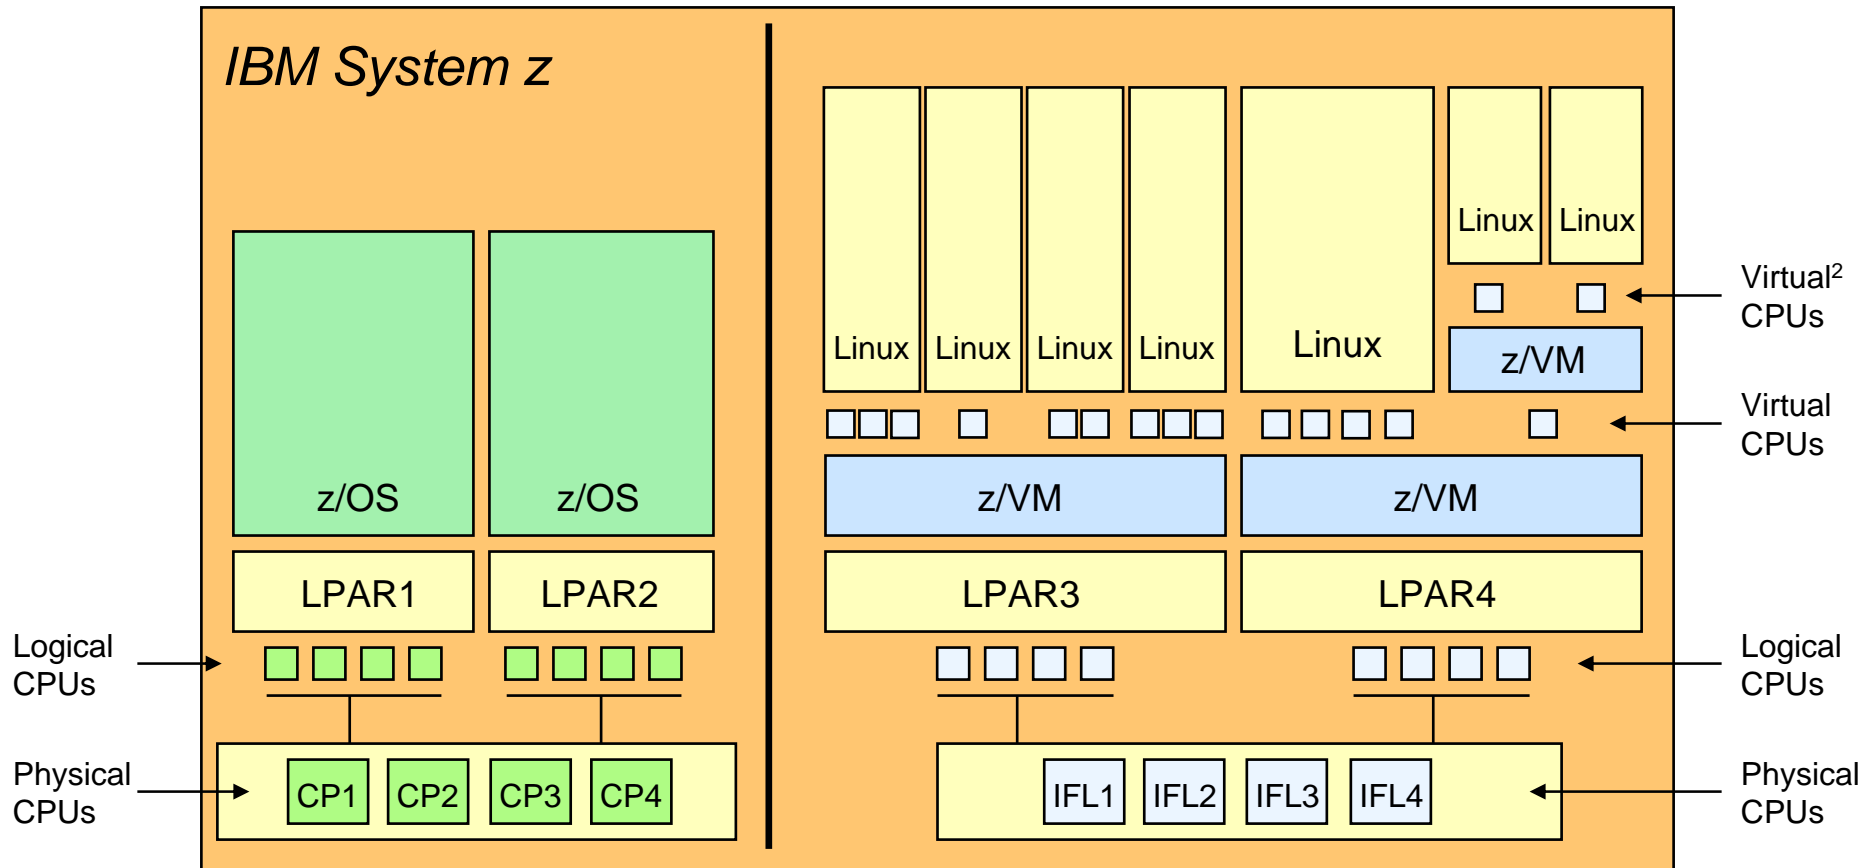 IBM System z
Linux Linux
Virtual²
CPUs
Linux Linux Linux Linux Linux
z/VM
Virtual
CPUs
z/OS z/OS z/VM z/VM
LPAR1 LPAR2 LPAR3 LPAR4
Logical
CPUs
Logical
CPUs
Physical
CPUs
CP1 CP2 CP3 CP4
IFL1 IFL2 IFL3 IFL4
Physical
CPUs